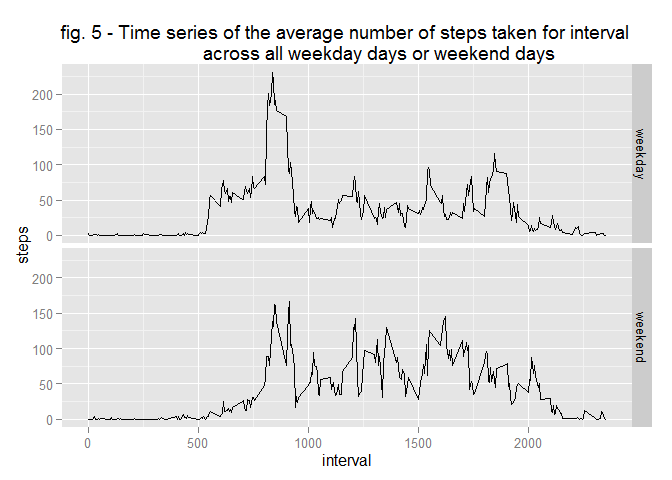 fig. 5 - Time series of the average number of steps taken for interval
across all weekday days or weekend days
steps
200
150
100
50
0
weekday
200
150
100
50
0
weekend
0
500
1000
1500
2000
interval